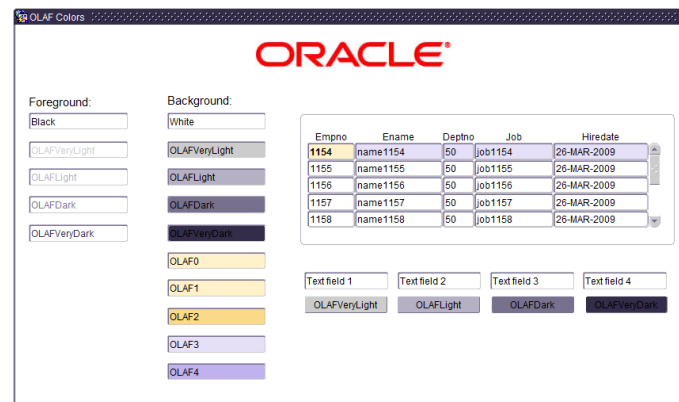 OLAF Colors
ORACLE
Foreground:
Black
OLAFVeryLight
OLAFLight
OLAFDark
OLAFVeryDark
Background:
White
OLAFVeryLight
OLAFLight
OLAFDark
OLAFVeryDark
OLAF0
OLAF1
OLAF2
OLAF3
OLAF4
Empno Ename Deptno Job Hiredate
1154 name1154 50 job1154 26-MAR-2009
1155 name1155 50 job1155 26-MAR-2009
1156 name1156 50 job1156 26-MAR-2009
1157 name1157 50 job1157 26-MAR-2009
1158 name1158 50 job1158 26-MAR-2009
Text field 1 Text field 2 Text field 3 Text field 4
OLAFVeryLight OLAFLight OLAFDark OLAFVeryDark